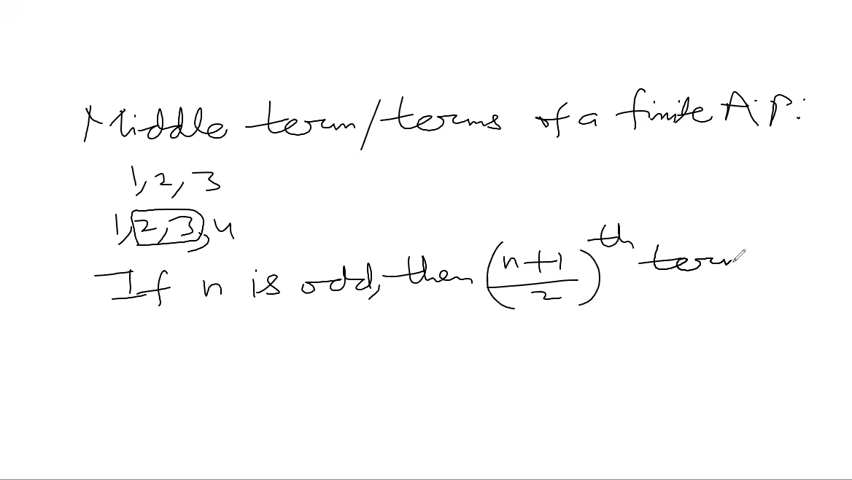 Middle term/terms of a finite A.P:
1, 2, 3
1, 2, 3, 4
If n is odd, then (n+1/2)^th term